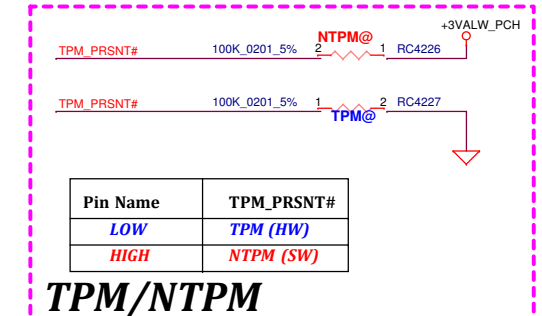 +3VALW_PCH
NTPM@
TPM_PRSNT# 100K_0201_5% 2 1 RC4226
TPM_PRSNT# 100K_0201_5% 1 2 RC4227
TPM@
Pin Name TPM_PRSNT#
LOW TPM (HW)
HIGH NTPM (SW)
TPM/NTPM